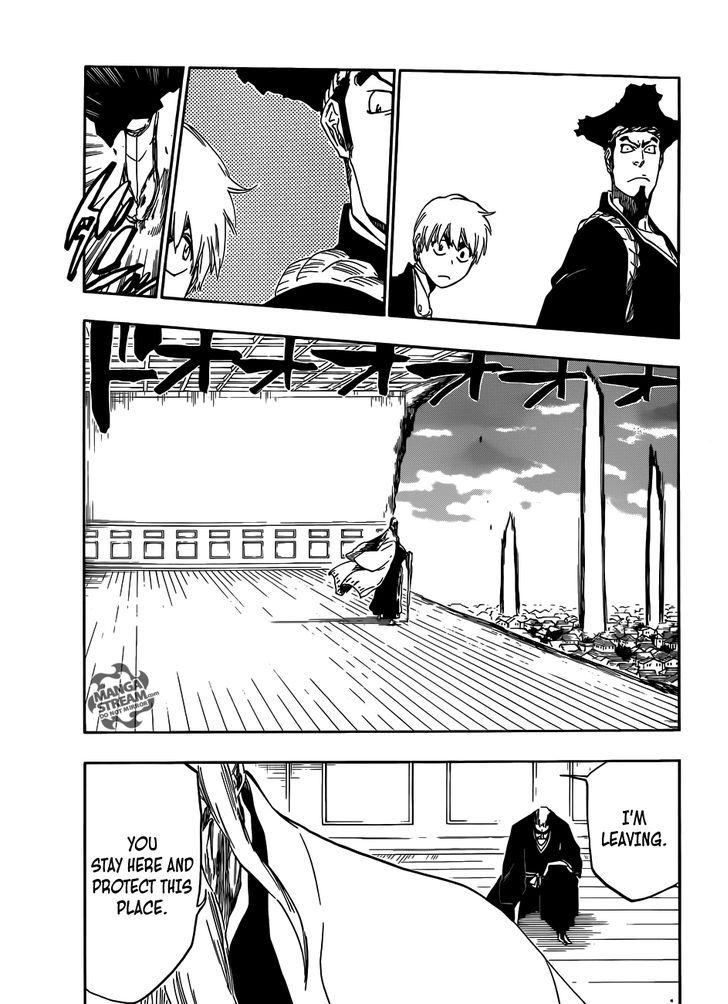 ドオオオオオオ
MANGA
STREAM.com
DO NOT MIRROR
I'M
LEAVING.
YOU
STAY HERE AND
PROTECT THIS
PLACE.